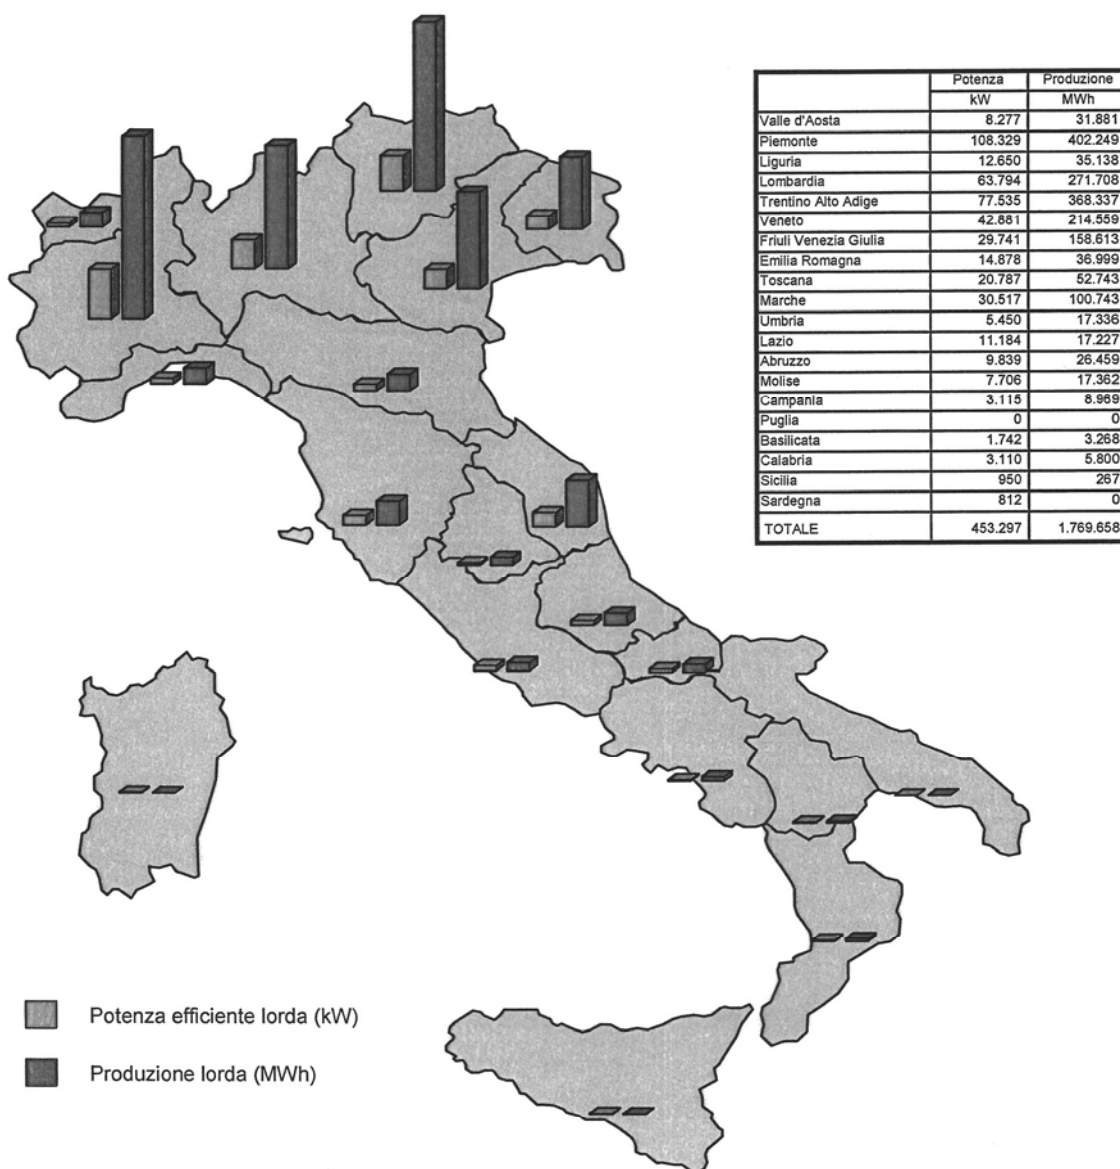 Potenza Produzione
kW MWh
Valle d'Aosta 8.277 31.881
Piemonte 108.329 402.249
Liguria 12.650 35.138
Lombardia 63.794 271.708
Trentino Alto Adige 77.535 368.337
Veneto 42.881 214.559
Friuli Venezia Giulia 29.741 158.613
Emilia Romagna 14.878 36.999
Toscana 20.787 52.743
Marche 30.517 100.743
Umbria 5.450 17.336
Lazio 11.184 17.227
Abruzzo 9.839 26.459
Molise 7.706 17.362
Campania 3.115 8.969
Puglia 0 0
Basilicata 1.742 3.268
Calabria 3.110 5.800
Sicilia 950 267
Sardegna 812 0
TOTALE 453.297 1.769.658
Potenza efficiente lorda (kW)
Produzione lorda (MWh)